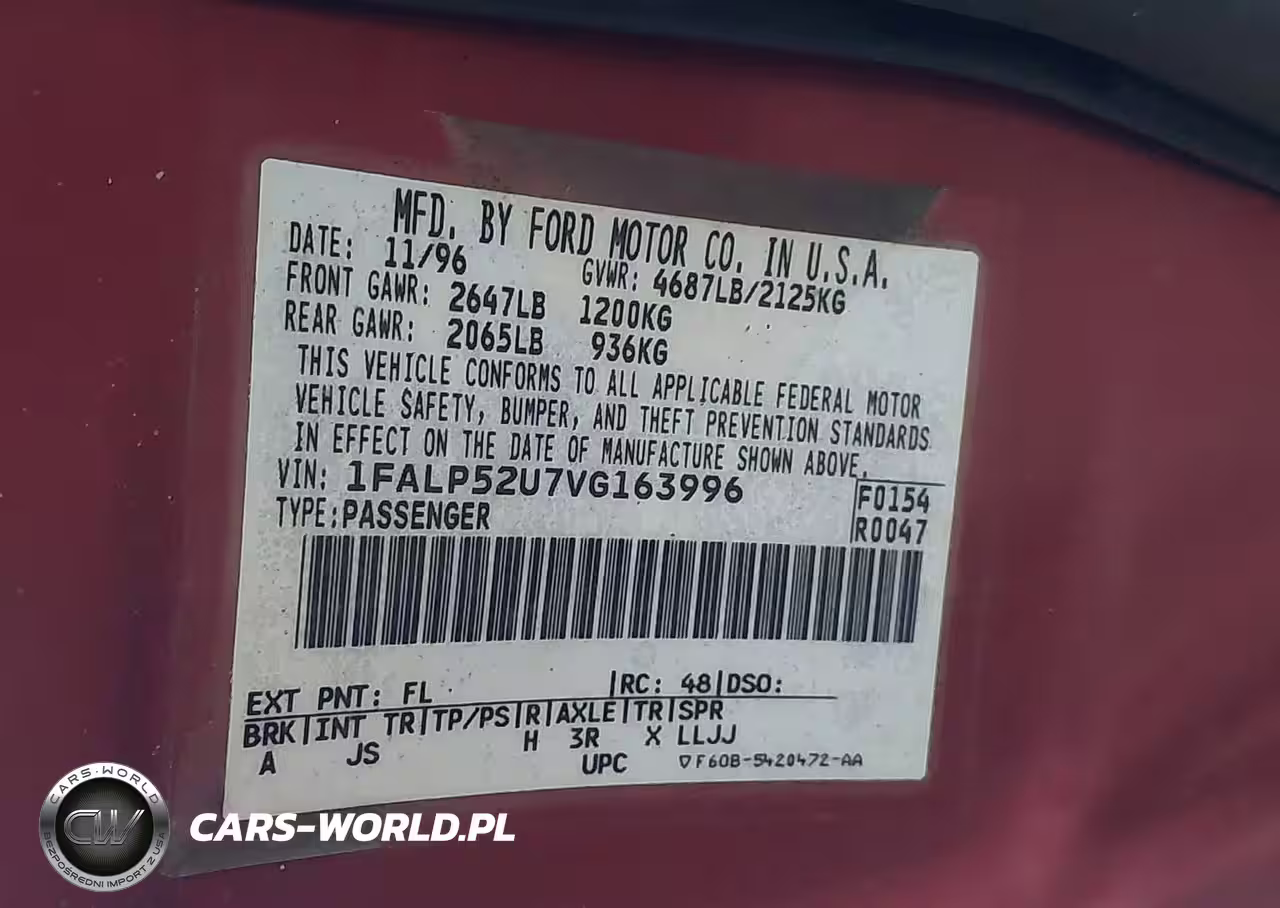 MFD. BY FORD MOTOR CO. IN U.S.A.
DATE: 11/96 GVWR: 4687LB/2125KG
FRONT GAWR: 2647LB 1200KG
REAR GAWR: 2065LB 936KG
THIS VEHICLE CONFORMS TO ALL APPLICABLE FEDERAL MOTOR
VEHICLE SAFETY, BUMPER, AND THEFT PREVENTION STANDARDS
IN EFFECT ON THE DATE OF MANUFACTURE SHOWN ABOVE.
VIN: 1FALP52U7VG163996
F0154
TYPE: PASSENGER
R0047
EXT PNT: FL RC: 48 DSO:
BRK INT TR TP/PS R AXLE TR SPR
A JS H 3R X LLJJ
UPC F60B-5420472-AA
CARS-WORLD
CW
BEZPOŚREDNI IMPORT Z USA
CARS-WORLD.PL